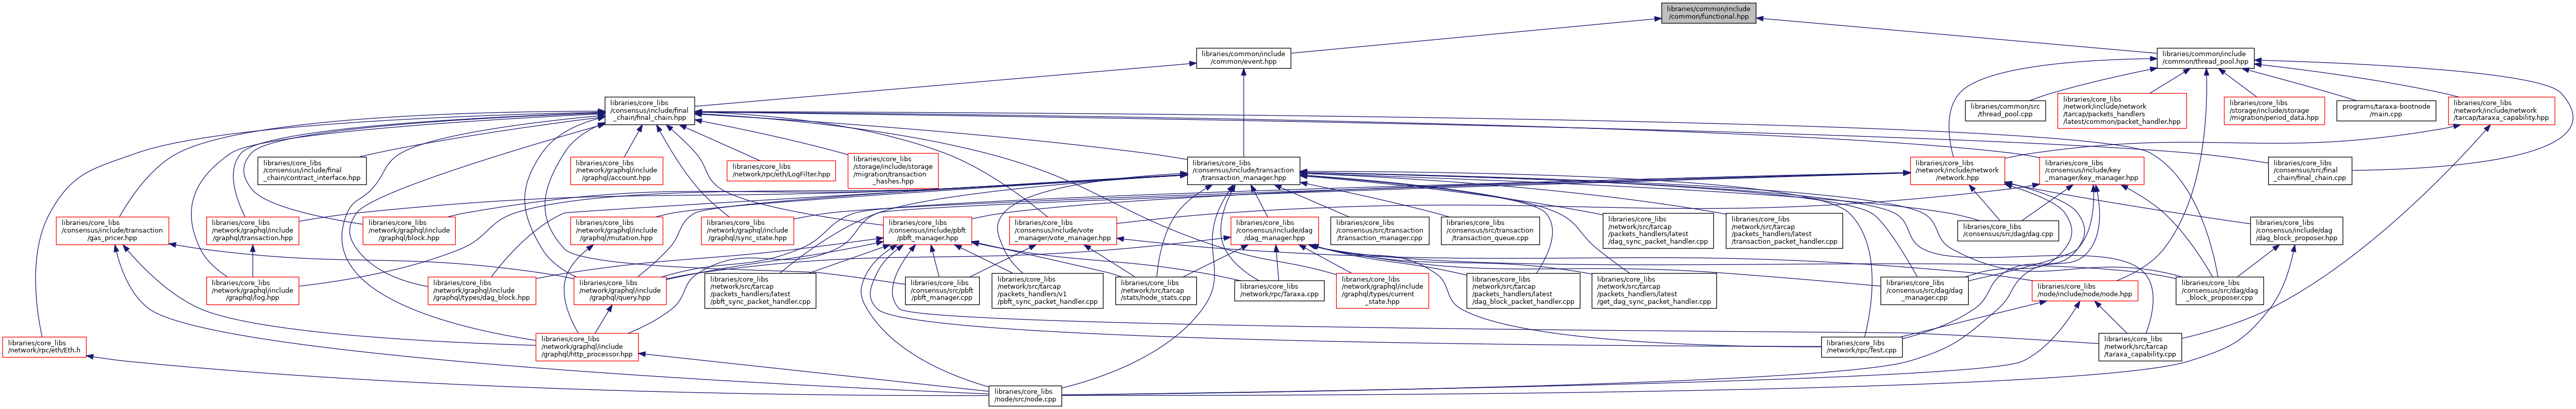 libraries/common/include
/common/functional.hpp
libraries/common/include
/common/event.hpp
libraries/common/include
/common/thread_pool.hpp
libraries/core_libs
/consensus/include/final
_chain/final_chain.hpp
libraries/common/src
/thread_pool.cpp
libraries/core_libs
/network/include/network
/tarcap/packets_handlers
/latest/common/packet_handler.hpp
libraries/core_libs
/storage/include/storage
/migration/period_data.hpp
programs/taraxa-bootnode
/main.cpp
libraries/core_libs
/network/include/network
/tarcap/taraxa_capability.hpp
libraries/core_libs
/consensus/include/final
_chain/contract_interface.hpp
libraries/core_libs
/network/graphql/include
/graphql/account.hpp
libraries/core_libs
/network/rpc/eth/LogFilter.hpp
libraries/core_libs
/storage/include/storage
/migration/transaction
_hashes.hpp
libraries/core_libs
/consensus/include/transaction
/transaction_manager.hpp
libraries/core_libs
/network/include/network
/network.hpp
libraries/core_libs
/consensus/include/key
_manager/key_manager.hpp
libraries/core_libs
/consensus/src/final
_chain/final_chain.cpp
libraries/core_libs
/consensus/include/transaction
/gas_pricer.hpp
libraries/core_libs
/network/graphql/include
/graphql/transaction.hpp
libraries/core_libs
/network/graphql/include
/graphql/block.hpp
libraries/core_libs
/network/graphql/include
/graphql/mutation.hpp
libraries/core_libs
/network/graphql/include
/graphql/sync_state.hpp
libraries/core_libs
/consensus/include/pbft
/pbft_manager.hpp
libraries/core_libs
/consensus/include/vote
_manager/vote_manager.hpp
libraries/core_libs
/consensus/include/dag
/dag_manager.hpp
libraries/core_libs
/consensus/src/transaction
/transaction_manager.cpp
libraries/core_libs
/consensus/src/transaction
/transaction_queue.cpp
libraries/core_libs
/network/src/tarcap
/packets_handlers/latest
/dag_sync_packet_handler.cpp
libraries/core_libs
/network/src/tarcap
/packets_handlers/latest
/transaction_packet_handler.cpp
libraries/core_libs
/consensus/src/dag/dag.cpp
libraries/core_libs
/consensus/include/dag
/dag_block_proposer.hpp
libraries/core_libs
/network/graphql/include
/graphql/log.hpp
libraries/core_libs
/network/graphql/include
/graphql/types/dag_block.hpp
libraries/core_libs
/network/graphql/include
/graphql/query.hpp
libraries/core_libs
/network/src/tarcap
/packets_handlers/latest
/pbft_sync_packet_handler.cpp
libraries/core_libs
/consensus/src/pbft
/pbft_manager.cpp
libraries/core_libs
/network/src/tarcap
/packets_handlers/v1
/pbft_sync_packet_handler.cpp
libraries/core_libs
/network/src/tarcap
/stats/node_stats.cpp
libraries/core_libs
/network/rpc/Taraxa.cpp
libraries/core_libs
/network/graphql/include
/graphql/types/current
_state.hpp
libraries/core_libs
/network/src/tarcap
/packets_handlers/latest
/dag_block_packet_handler.cpp
libraries/core_libs
/network/src/tarcap
/packets_handlers/latest
/get_dag_sync_packet_handler.cpp
libraries/core_libs
/consensus/src/dag/dag
_manager.cpp
libraries/core_libs
/node/include/node/node.hpp
libraries/core_libs
/consensus/src/dag/dag
_block_proposer.cpp
libraries/core_libs
/network/rpc/eth/Eth.h
libraries/core_libs
/network/graphql/include
/graphql/http_processor.hpp
libraries/core_libs
/network/rpc/Test.cpp
libraries/core_libs
/network/src/tarcap
/taraxa_capability.cpp
libraries/core_libs
/node/src/node.cpp